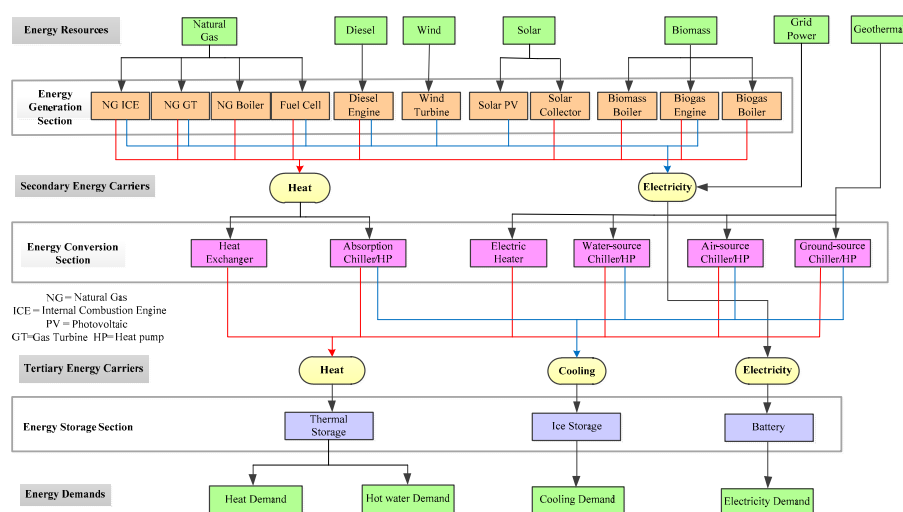 Energy Resources
Natural
Gas
Diesel
Wind
Solar
Biomass
Grid
Power
Geotherma
Energy
Generation
Section
NG ICE
NG GT
NG Boiler
Fuel Cell
Diesel
Engine
Wind
Turbine
Solar PV
Solar
Collector
Biomass
Boiler
Biogas
Engine
Biogas
Boiler
Secondary Energy Carriers
Heat
Electricity
Energy Conversion
Section
Heat
Exchanger
Absorption
Chiller/HP
Electric
Heater
Water-source
Chiller/HP
Air-source
Chiller/HP
Ground-source
Chiller/HP
NG = Natural Gas
ICE = Internal Combustion Engine
PV = Photovoltaic
GT=Gas Turbine HP=Heat pump
Tertiary Energy Carriers
Heat
Cooling
Electricity
Energy Storage Section
Thermal
Storage
Ice Storage
Battery
Energy Demands
Heat Demand
Hot water Demand
Cooling Demand
Electricity Demand